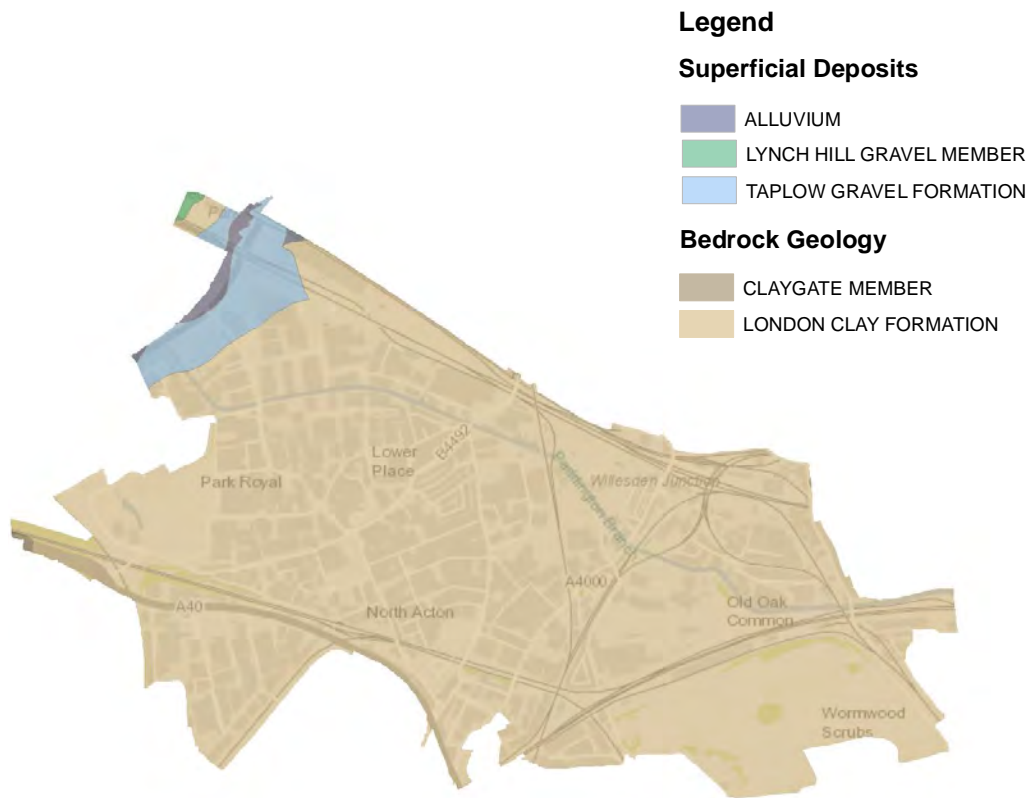 Legend
Superficial Deposits
ALLUVIUM
LYNCH HILL GRAVEL MEMBER
TAPLOW GRAVEL FORMATION
Bedrock Geology
CLAYGATE MEMBER
LONDON CLAY FORMATION
Lower
Place
B4492
Park Royal
Willesden Junction
Paddington Branch
A4000
A40
North Acton
Old Oak
Common
Wormwood
Scrubs